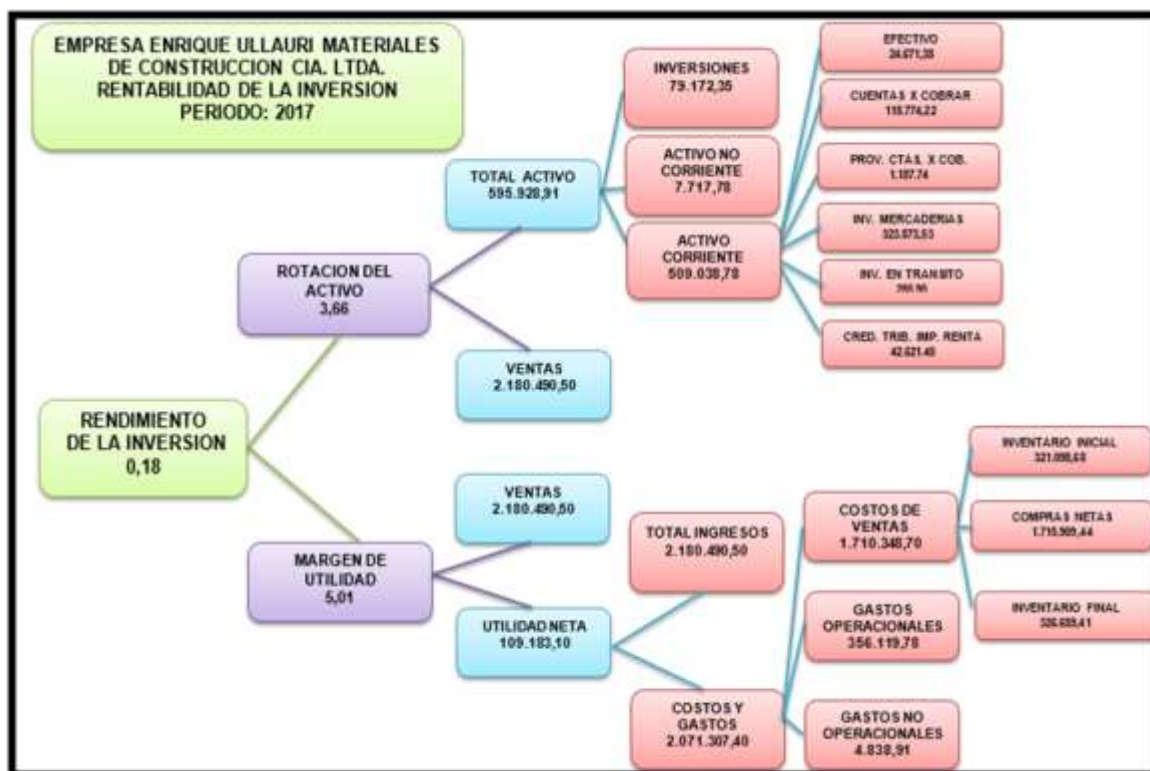 EMPRESA ENRIQUE ULLAURI MATERIALES
DE CONSTRUCCION CIA. LTDA.
RENTABILIDAD DE LA INVERSION
PERIODO: 2017
RENDIMIENTO
DE LA INVERSION
0,18
ROTACION DEL
ACTIVO
3,66
TOTAL ACTIVO
595.928,91
INVERSIONES
79.172,35
ACTIVO NO
CORRIENTE
7.717,78
ACTIVO
CORRIENTE
509.038,78
EFECTIVO
CUENTAS X COBRAR
PROV. CTAS. X COB.
INV. MERCADERIAS
INV. EN TRANSITO
CRED. TRIB. IMP. RENTA
VENTAS
2.180.490,50
MARGEN DE
UTILIDAD
5,01
VENTAS
2.180.490,50
UTILIDAD NETA
109.183,10
TOTAL INGRESOS
2.180.490,50
COSTOS Y
GASTOS
2.071.307,40
COSTOS DE
VENTAS
1.710.348,70
INVENTARIO INICIAL
COMPRAS NETAS
INVENTARIO FINAL
GASTOS
OPERACIONALES
356.119,78
GASTOS NO
OPERACIONALES
4.838,91